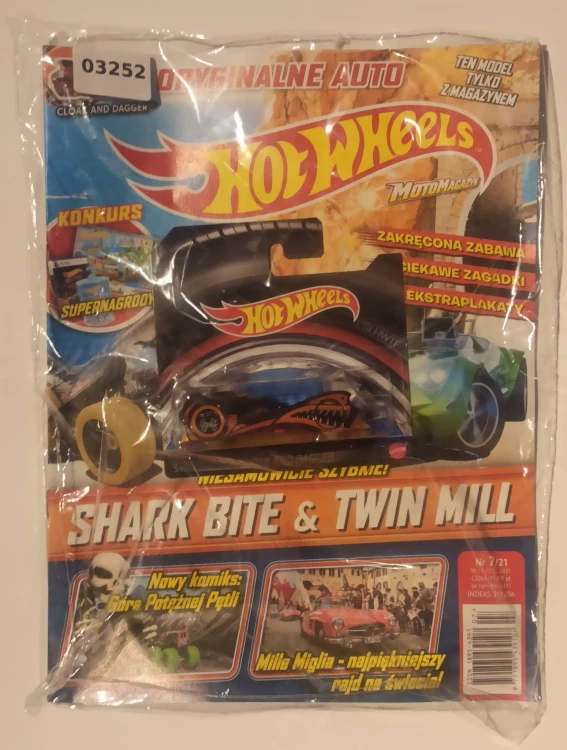 03252
ORYGINALNE AUTO
CLOAK AND DAGGER
TEN MODEL
TYLKO
Z MAGAZYNEM
HOT WHEELS
MOTOMAGAZYN
KONKURS
SUPERNAGRODY
ZAKRĘCONA ZABAWA
CIEKAWE ZAGADKI
EKSTRAPLAKATY
HOT WHEELS
NIESAMOWICIE SZYBKIE!
SHARK BITE & TWIN MILL
Nowy komiks:
Góra Potężnej Pętli
Mille Miglia - najpiękniejszy
rajd na świecie!
Nr 7/21